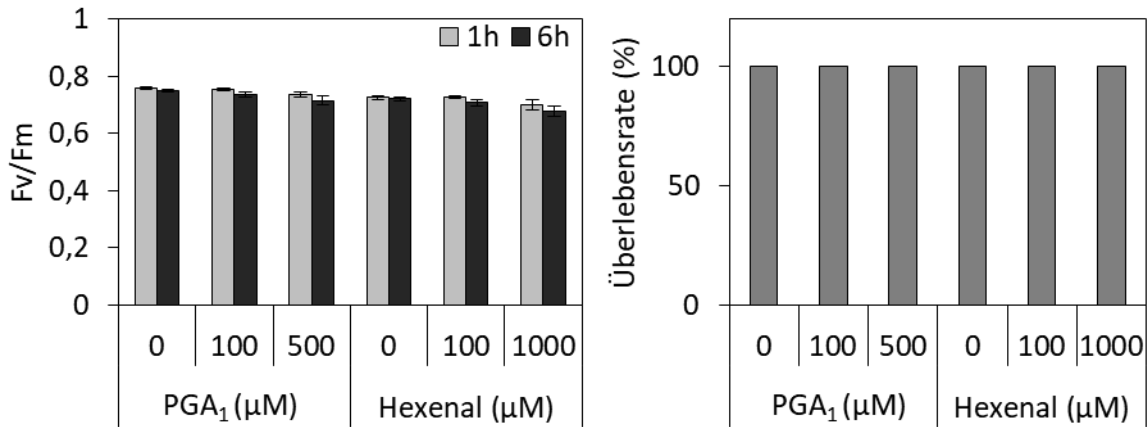 Fv/Fm
1
0,8
0,6
0,4
0,2
0
1h 6h
0 100 500 0 100 1000
PGA₁ (µM) Hexenal (µM)
Überlebensrate (%)
100
50
0
0 100 500 0 100 1000
PGA₁ (µM) Hexenal (µM)